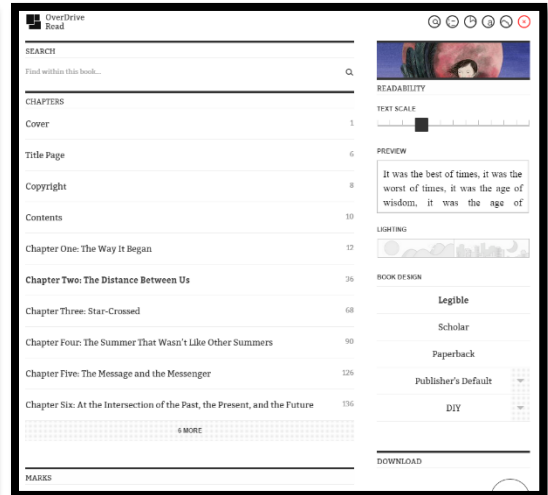 OverDrive
Read
SEARCH
Find within this book...
CHAPTERS
Cover 1
Title Page 6
Copyright 8
Contents 10
Chapter One: The Way It Began 12
Chapter Two: The Distance Between Us 36
Chapter Three: Star-Crossed 68
Chapter Four: The Summer That Wasn't Like Other Summers 90
Chapter Five: The Message and the Messenger 126
Chapter Six: At the Intersection of the Past, the Present, and the Future 136
6 MORE
MARKS
a
READABILITY
TEXT SCALE
PREVIEW
It was the best of times, it was the
worst of times, it was the age of
wisdom, it was the age of
LIGHTING
BOOK DESIGN
Legible
Scholar
Paperback
Publisher's Default
DIY
DOWNLOAD